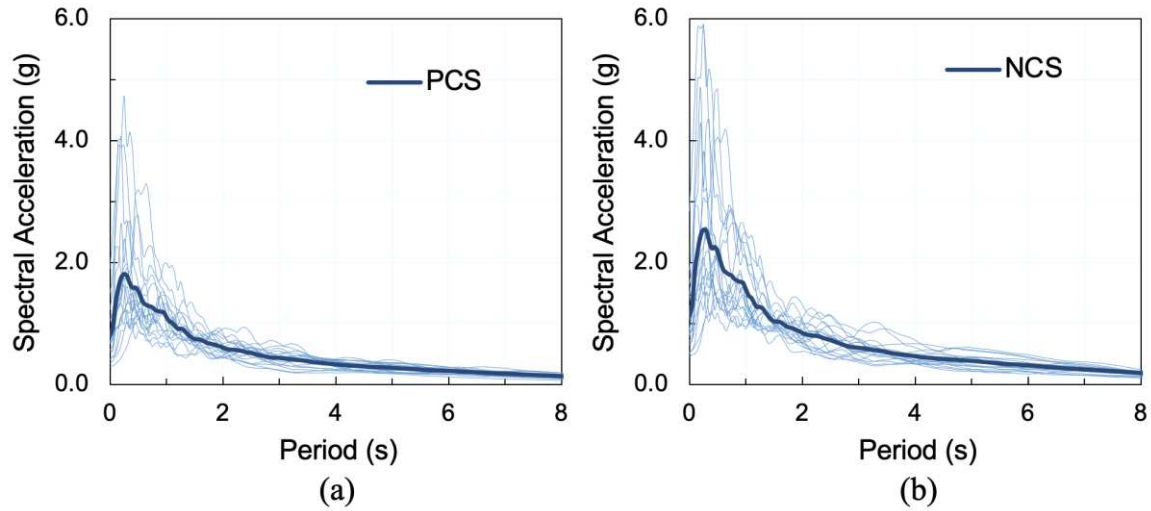 6.0
4.0
2.0
0.0
Spectral Acceleration (g)
PCS
0 2 4 6 8
Period (s)
(a)
6.0
4.0
2.0
0.0
Spectral Acceleration (g)
NCS
0 2 4 6 8
Period (s)
(b)